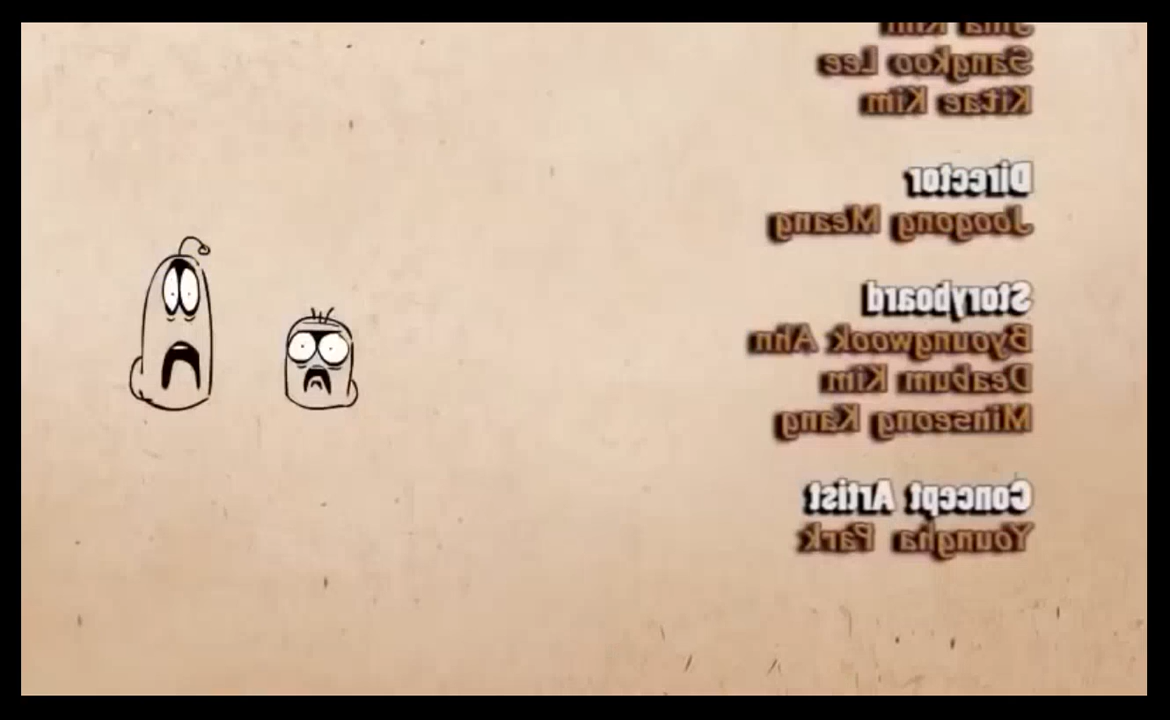 Sangkoo Lee
Kitae Kim
Director
Joogong Meang
Storyboard
Byoungwook Ahn
Deabum Kim
Minseong Kang
Concept Artist
Youngha Park